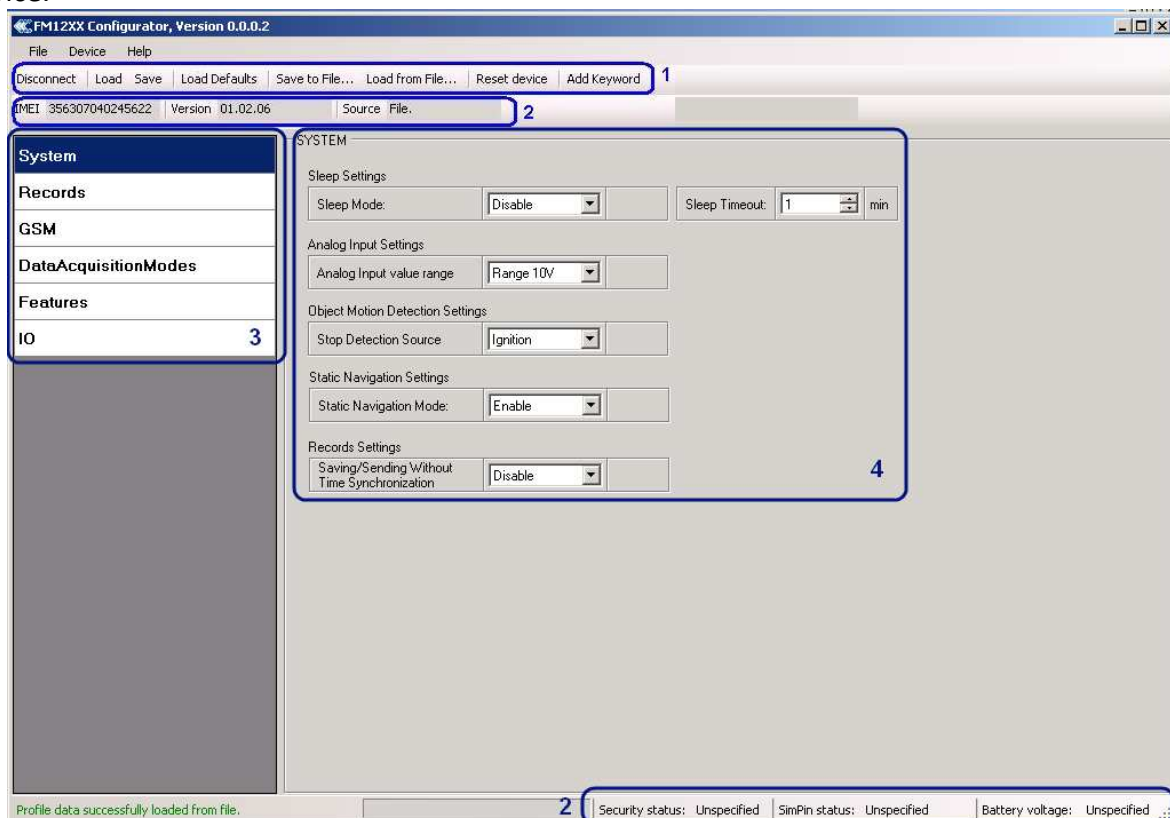 FM12XX Configurator, Version 0.0.0.2
File Device Help
Disconnect Load Save Load Defaults Save to File... Load from File... Reset device Add Keyword 1
IMEI 356307040245622 Version 01.02.06 Source File. 2
System
Records
GSM
DataAcquisitionModes
Features
IO 3
SYSTEM
Sleep Settings
Sleep Mode: Disable Sleep Timeout: 1 min
Analog Input Settings
Analog Input value range Range 10V
Object Motion Detection Settings
Stop Detection Source Ignition
Static Navigation Settings
Static Navigation Mode: Enable
Records Settings
Saving/Sending Without
Time Synchronization Disable
4
Profile data successfully loaded from file. 2 Security status: Unspecified SimPin status: Unspecified Battery voltage: Unspecified